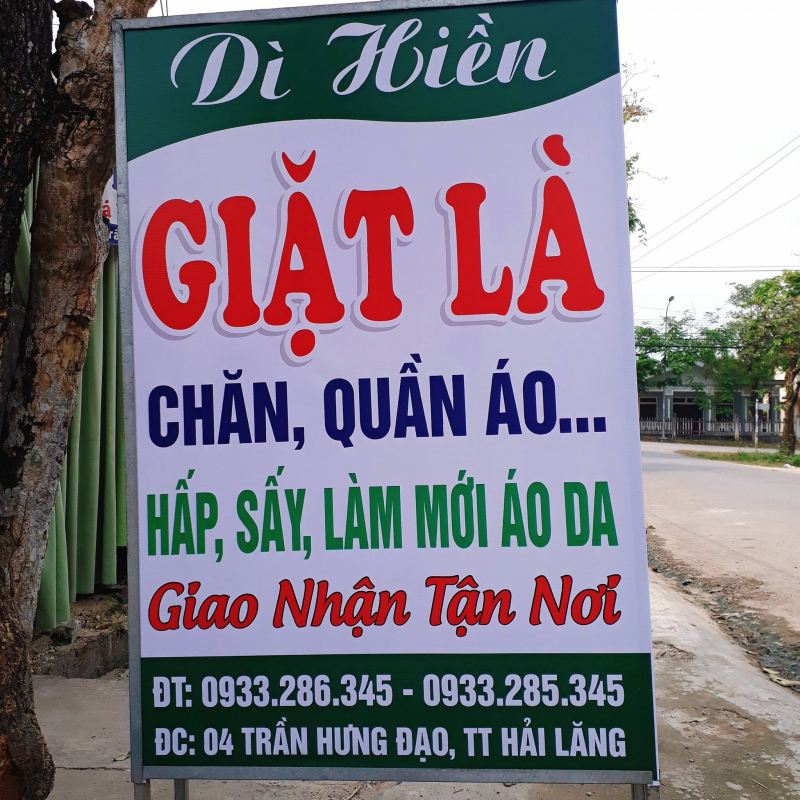 Dì Hiền
GIẶT LÀ
CHĂN, QUẦN ÁO...
HẤP, SẤY, LÀM MỚI ÁO DA
Giao Nhận Tận Nơi
ĐT: 0933.286.345 - 0933.285.345
ĐC: 04 TRẦN HƯNG ĐẠO, TT HẢI LĂNG